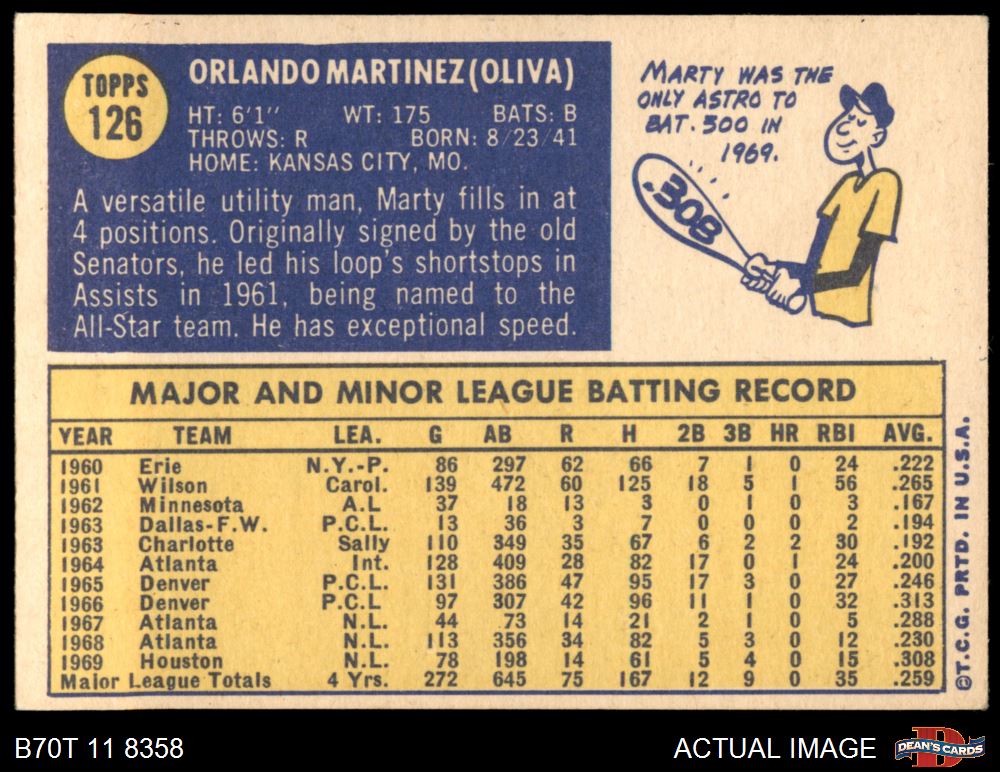 TOPPS
126
ORLANDO MARTINEZ (OLIVA)
HT: 6'1" WT: 175 BATS: B
THROWS: R BORN: 8/23/41
HOME: KANSAS CITY, MO.
A versatile utility man, Marty fills in at
4 positions. Originally signed by the old
Senators, he led his loop's shortstops in
Assists in 1961, being named to the
All-Star team. He has exceptional speed.
MARTY WAS THE
ONLY ASTRO TO
BAT .300 IN
1969.
.308
MAJOR AND MINOR LEAGUE BATTING RECORD
YEAR TEAM LEA. G AB R H 2B 3B HR RBI AVG.
1960 Erie N.Y.-P. 86 297 62 66 7 1 0 24 .222
1961 Wilson Carol. 139 472 60 125 18 5 1 56 .265
1962 Minnesota A.L 37 18 13 3 0 1 0 3 .167
1963 Dallas-F.W. P.C.L. 13 36 3 7 0 0 0 2 .194
1963 Charlotte Sally 110 349 35 67 6 2 2 30 .192
1964 Atlanta Int. 128 409 28 82 17 0 1 24 .200
1965 Denver P.C.L. 131 386 47 95 17 3 0 27 .246
1966 Denver P.C.L 97 307 42 96 11 1 0 32 .313
1967 Atlanta N.L. 44 73 14 21 2 1 0 5 .288
1968 Atlanta N.L. 113 356 34 82 5 3 0 12 .230
1969 Houston N.L. 78 198 14 61 5 4 0 15 .308
Major League Totals 4 Yrs. 272 645 75 167 12 9 0 35 .259
©T.C.G. PRTD. IN U.S.A.
B70T 11 8358
ACTUAL IMAGE
D
DEAN'S CARDS